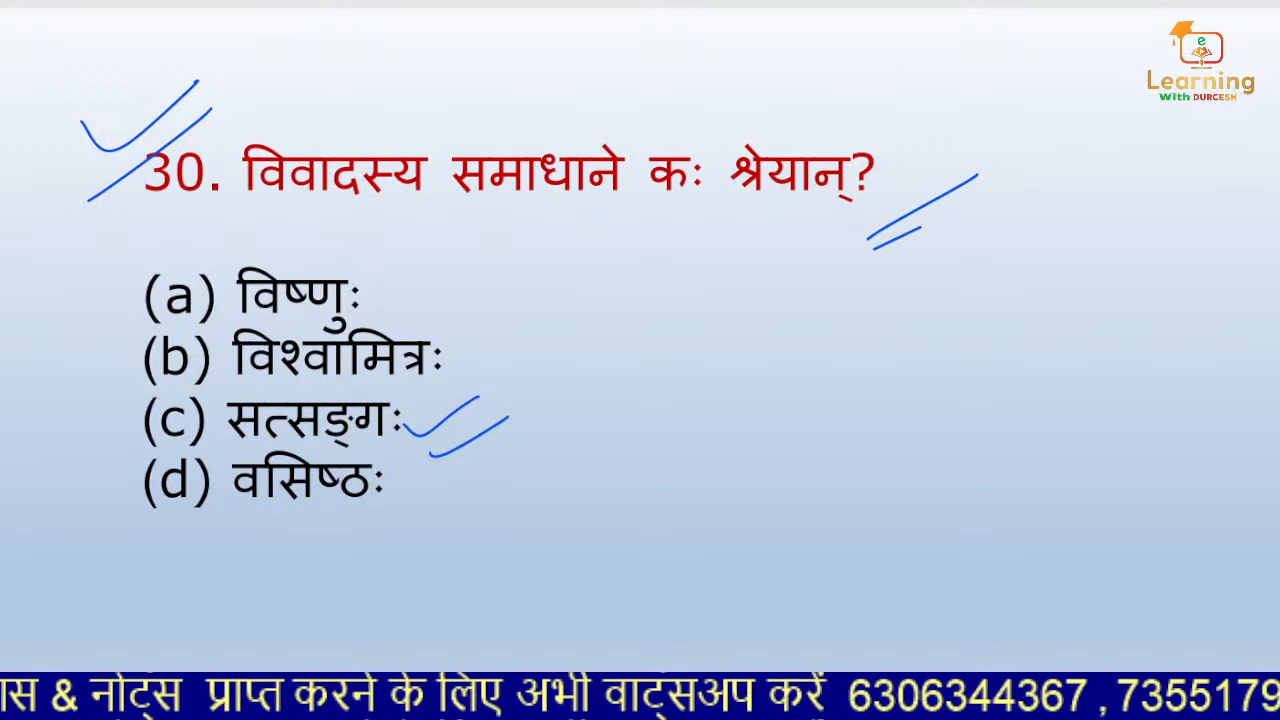 e
Learning
With DURGESH
30. विवादस्य समाधाने कः श्रेयान्?
(a) विष्णुः
(b) विश्वामित्रः
(c) सत्सङ्गः
(d) वसिष्ठः
& नोट्स प्राप्त करने के लिए अभी वाट्सअप करें 6306344367 , 7355179